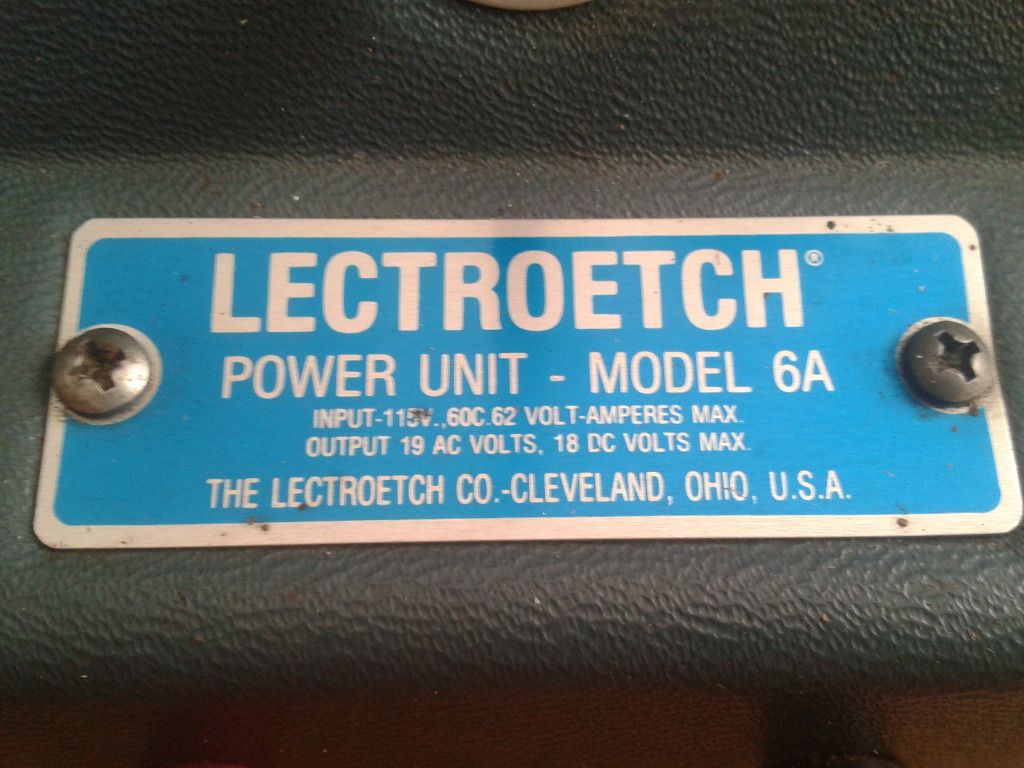 LECTROETCH®
POWER UNIT - MODEL 6A
INPUT-115V.,60C.62 VOLT-AMPERES MAX.
OUTPUT 19 AC VOLTS, 18 DC VOLTS MAX.
THE LECTROETCH CO.-CLEVELAND, OHIO, U.S.A.